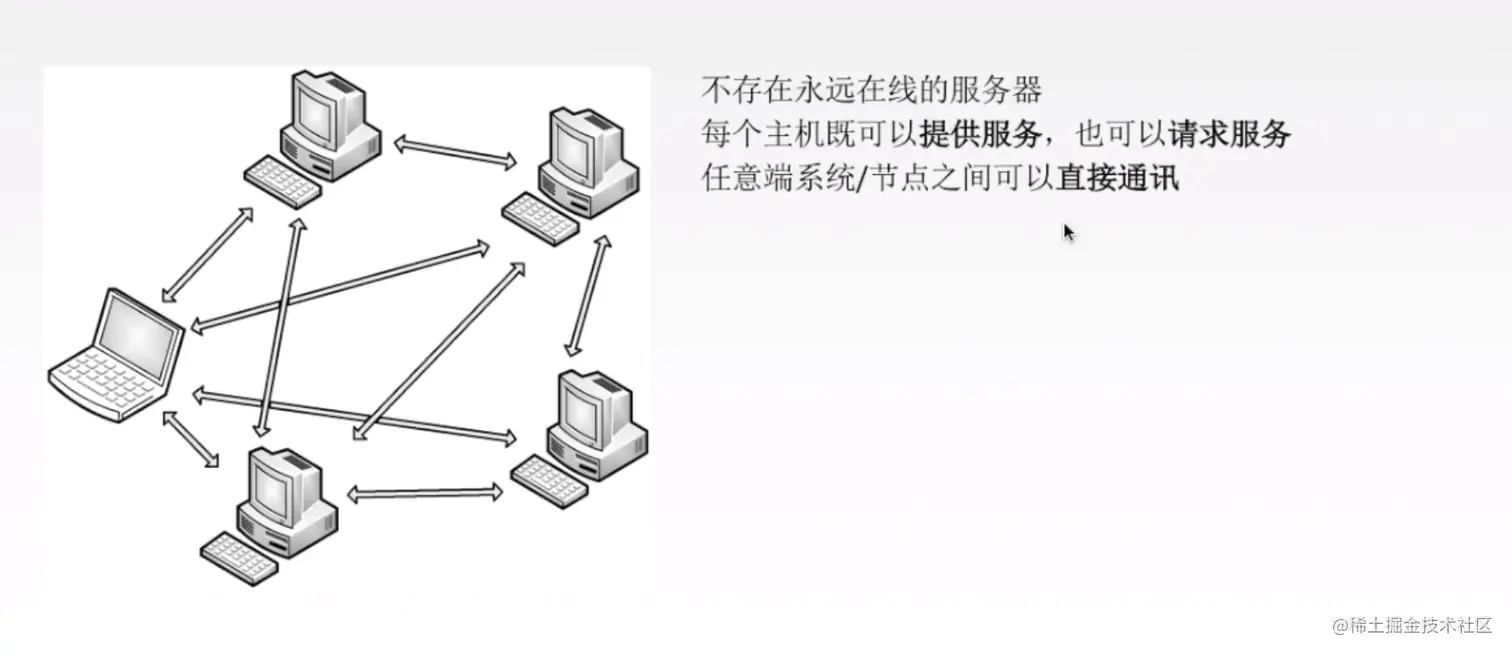 不存在永远在线的服务器
每个主机既可以提供服务，也可以请求服务
任意端系统/节点之间可以直接通讯
@稀土掘金技术社区